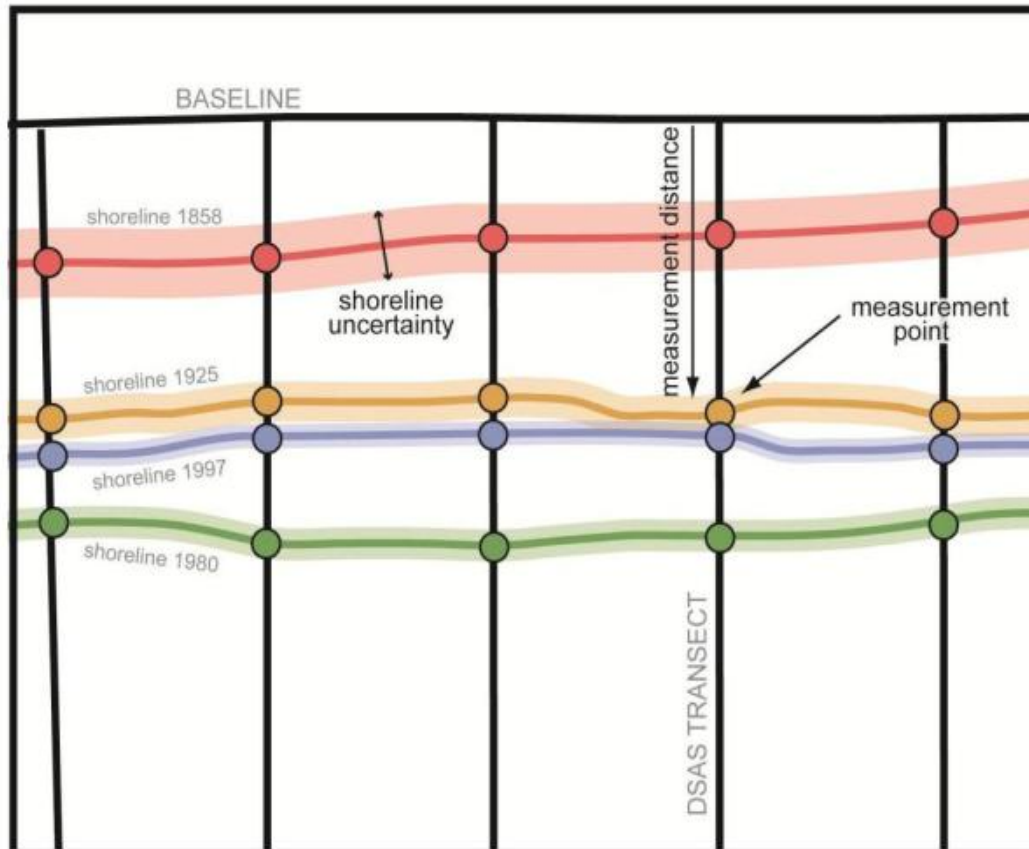 BASELINE
measurement distance
shoreline 1858
shoreline
uncertainty
measurement
point
shoreline 1925
shoreline 1997
shoreline 1980
DSAS TRANSECT